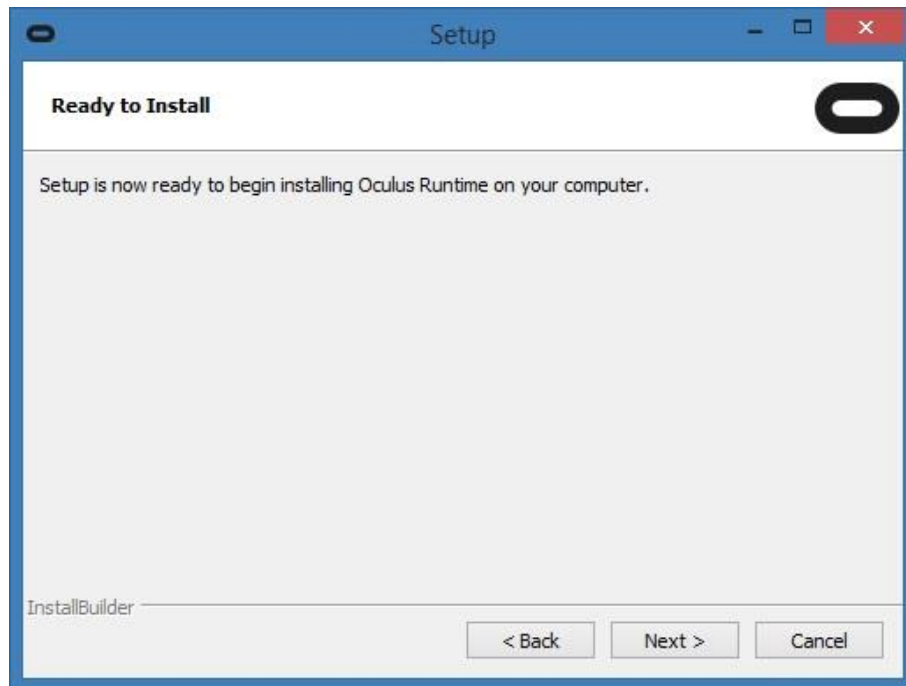 Setup
Ready to Install
Setup is now ready to begin installing Oculus Runtime on your computer.
InstallBuilder
< Back
Next >
Cancel